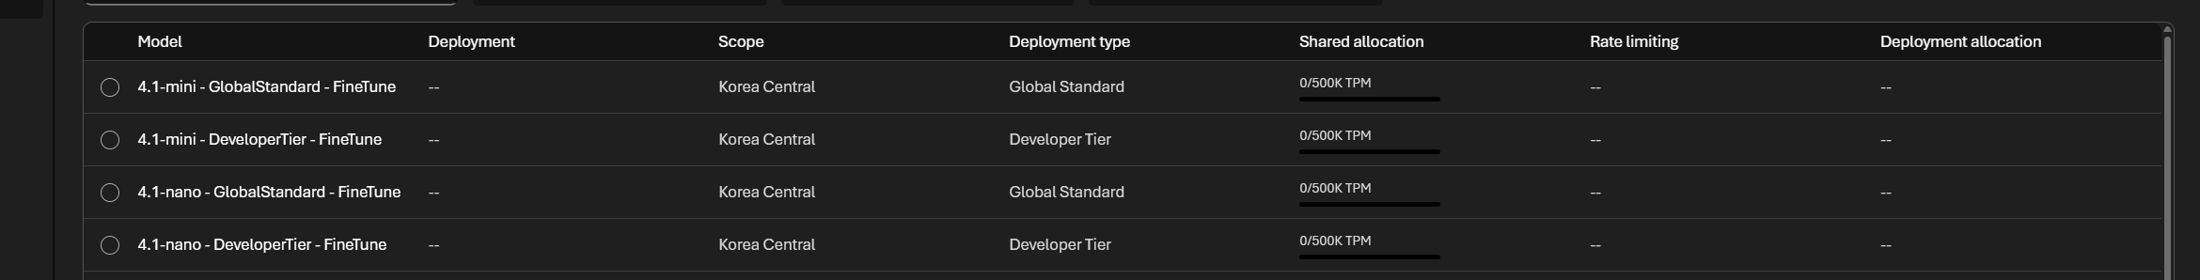 Model Deployment Scope Deployment type Shared allocation Rate limiting Deployment allocation
4.1-mini - GlobalStandard - FineTune -- Korea Central Global Standard 0/500K TPM -- --
4.1-mini - DeveloperTier - FineTune -- Korea Central Developer Tier 0/500K TPM -- --
4.1-nano - GlobalStandard - FineTune -- Korea Central Global Standard 0/500K TPM -- --
4.1-nano - DeveloperTier - FineTune -- Korea Central Developer Tier 0/500K TPM -- --